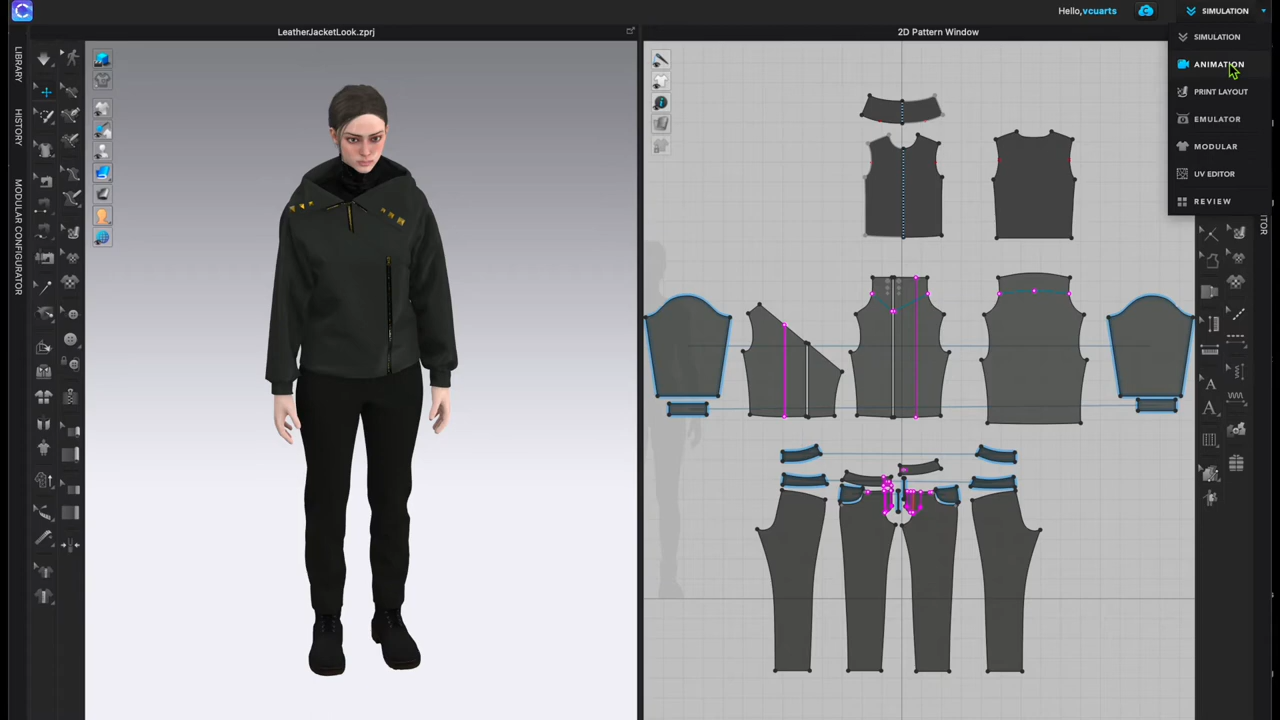 Hello,vcuarts
SIMULATION
LeatherJacketLook.zprj
2D Pattern Window
SIMULATION
ANIMATION
PRINT LAYOUT
EMULATOR
MODULAR
UV EDITOR
REVIEW
LIBRARY
HISTORY
MODULAR CONFIGURATOR